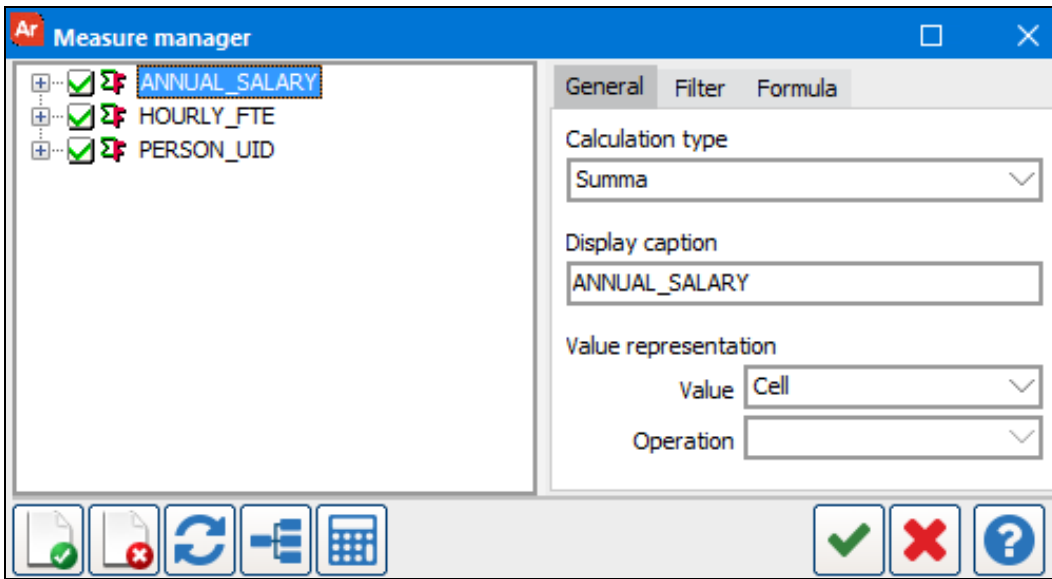 Ar Measure manager
ANNUAL_SALARY
HOURLY_FTE
PERSON_UID
General Filter Formula
Calculation type
Summa
Display caption
ANNUAL_SALARY
Value representation
Value Cell
Operation